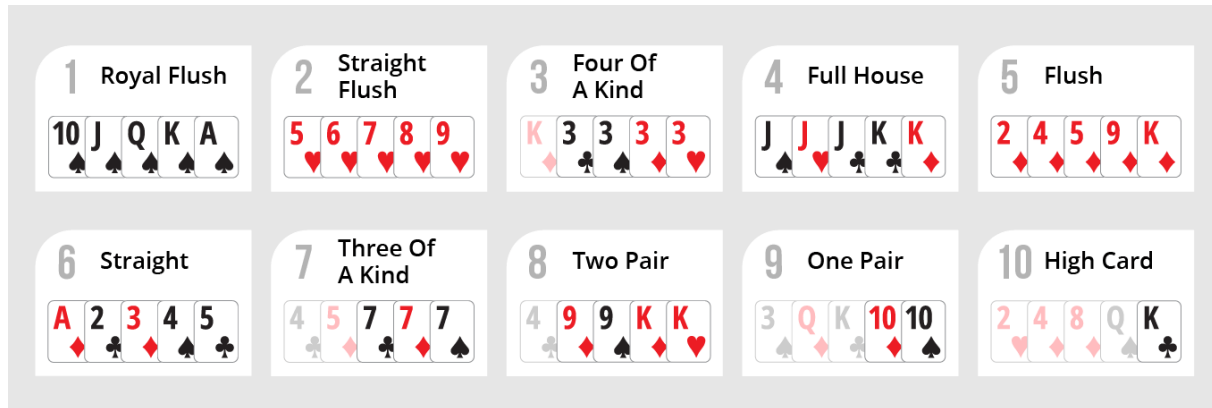 1 Royal Flush
10 J Q K A
2 Straight
Flush
5 6 7 8 9
3 Four Of
A Kind
K 3 3 3 3
4 Full House
J J J K K
5 Flush
2 4 5 9 K
6 Straight
A 2 3 4 5
7 Three Of
A Kind
4 5 7 7 7
8 Two Pair
4 9 9 K K
9 One Pair
3 Q K 10 10
10 High Card
2 4 8 Q K